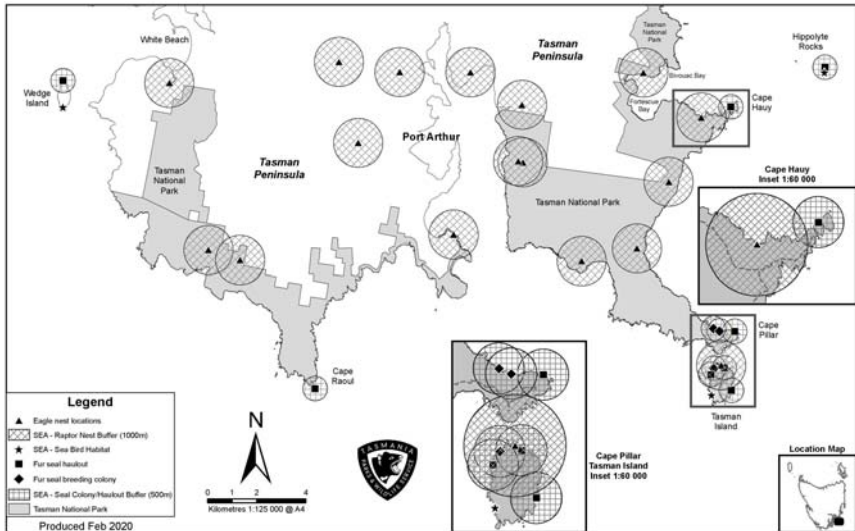 White Beach
Wedge
Island
Tasman
National
Park
Tasman
Peninsula
Port Arthur
Tasman
Peninsula
Tasman
National
Park
Bivouac Bay
Fortescue
Bay
Hippolyte
Rocks
Cape
Hauy
Cape Hauy
Inset 1:60 000
Tasman National Park
Cape
Raoul
Cape
Pillar
Tasman
Island
Cape Pillar
Tasman Island
Inset 1:60 000
Location Map
Legend
Eagle nest locations
SEA - Raptor Nest Buffer (1000m)
SEA - Sea Bird Habitat
Fur seal haulout
Fur seal breeding colony
SEA - Seal Colony/Haulout Buffer (500m)
Tasman National Park
Produced Feb 2020
N
0 2 4
Kilometres 1:125 000 @ A4
TASMANIA
PARKS & WILDLIFE SERVICE